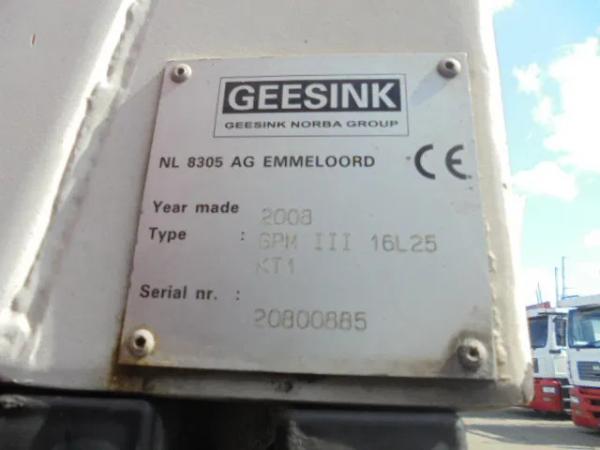 GEESINK
GEESINK NORBA GROUP
NL 8305 AG EMMELOORD CE
Year made 2008
Type : GPM III 16L25
KT1
Serial nr. : 20800885